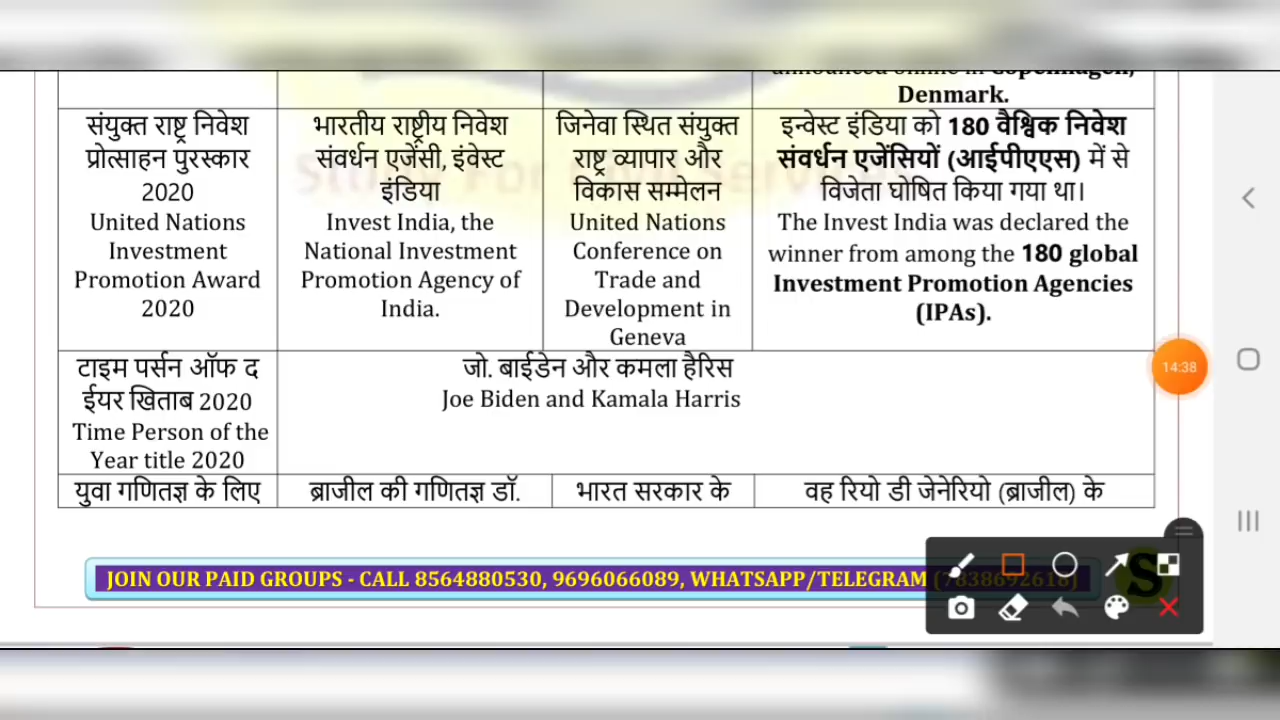 Denmark.
संयुक्त राष्ट्र निवेश
प्रोत्साहन पुरस्कार
2020
United Nations
Investment
Promotion Award
2020
भारतीय राष्ट्रीय निवेश
संवर्धन एजेंसी, इंवेस्ट
इंडिया
Invest India, the
National Investment
Promotion Agency of
India.
जिनेवा स्थित संयुक्त
राष्ट्र व्यापार और
विकास सम्मेलन
United Nations
Conference on
Trade and
Development in
Geneva
इन्वेस्ट इंडिया को 180 वैश्विक निवेश
संवर्धन एजेंसियों (आईपीएएस) में से
विजेता घोषित किया गया था।
The Invest India was declared the
winner from among the 180 global
Investment Promotion Agencies
(IPAs).
टाइम पर्सन ऑफ द
ईयर खिताब 2020
Time Person of the
Year title 2020
जो. बाईडेन और कमला हैरिस
Joe Biden and Kamala Harris
युवा गणितज्ञ के लिए
ब्राजील की गणितज्ञ डॉ.
भारत सरकार के
वह रियो डी जेनेरियो (ब्राजील) के
14:38
JOIN OUR PAID GROUPS - CALL 8564880530, 9696066089, WHATSAPP/TELEGRAM
S